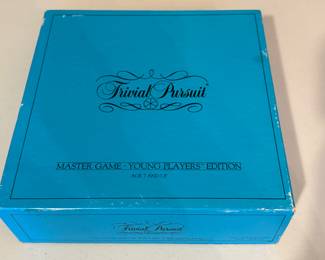 Trivial Pursuit
MASTER GAME - YOUNG PLAYERS™ EDITION
Trivial Pursuit